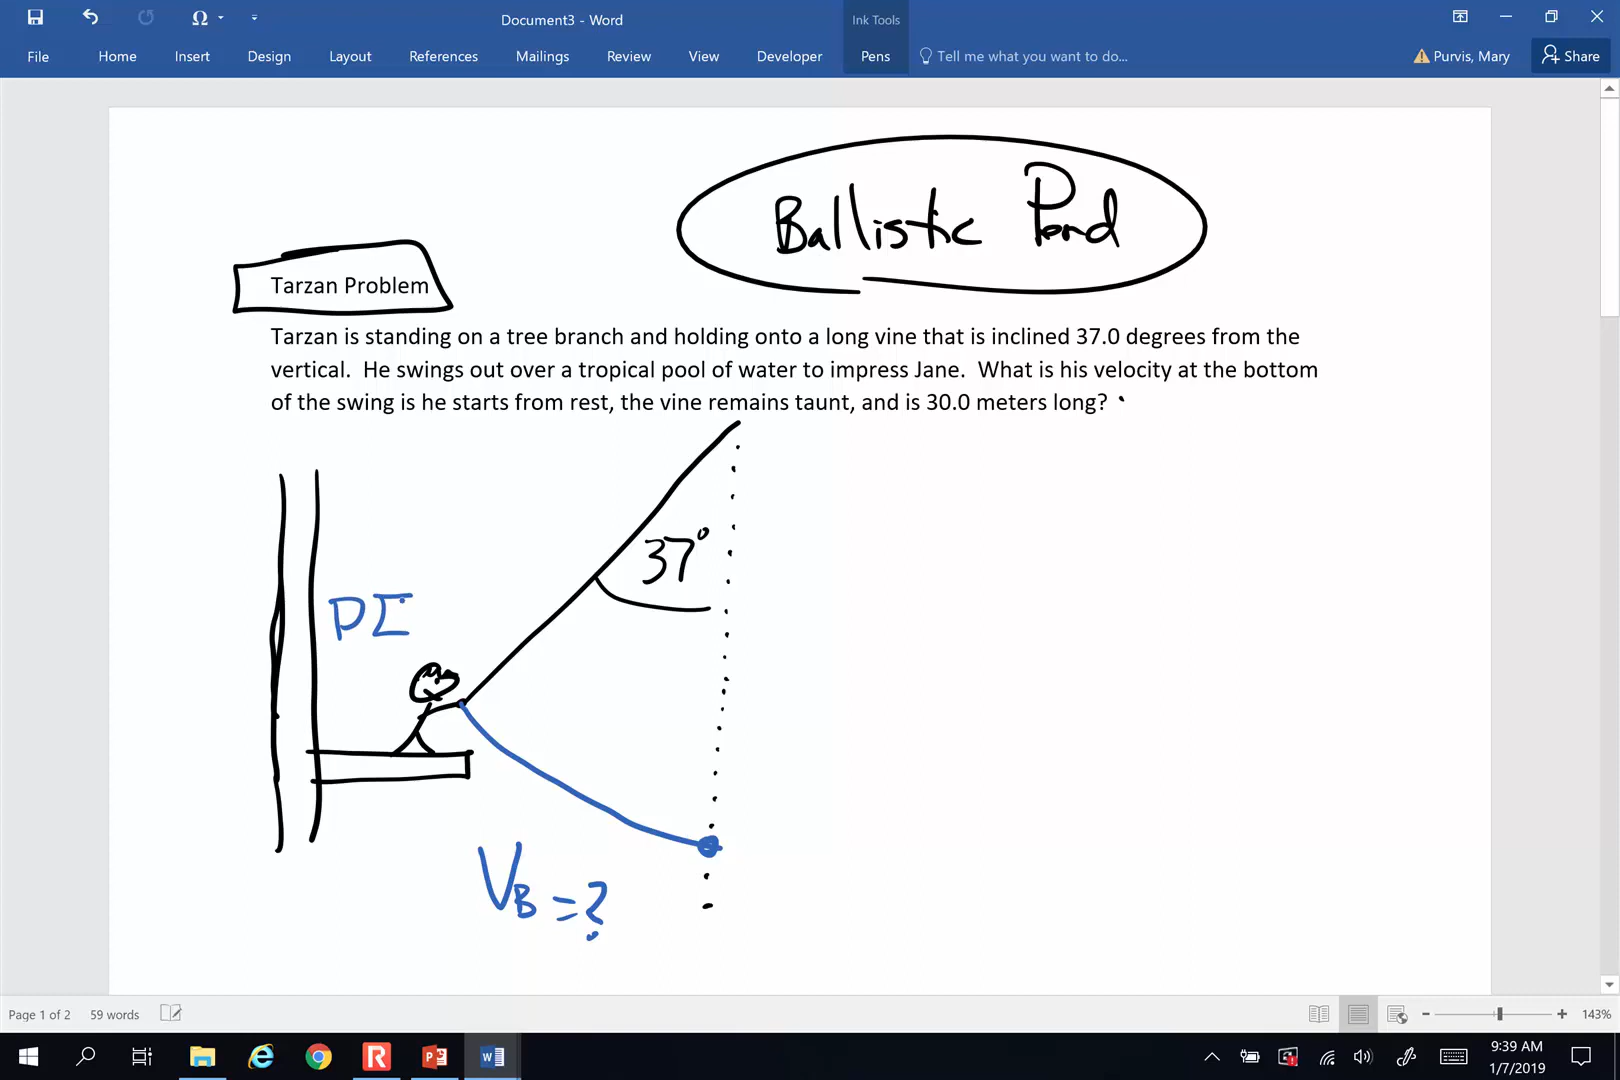 Document3 - Word
Ink Tools
File Home Insert Design Layout References Mailings Review View Developer Pens Tell me what you want to do... Purvis, Mary Share
Ballistic Pend
Tarzan Problem
Tarzan is standing on a tree branch and holding onto a long vine that is inclined 37.0 degrees from the
vertical. He swings out over a tropical pool of water to impress Jane. What is his velocity at the bottom
of the swing is he starts from rest, the vine remains taunt, and is 30.0 meters long?
37°
PE
VB = ?
Page 1 of 2 59 words 143%
9:39 AM
1/7/2019